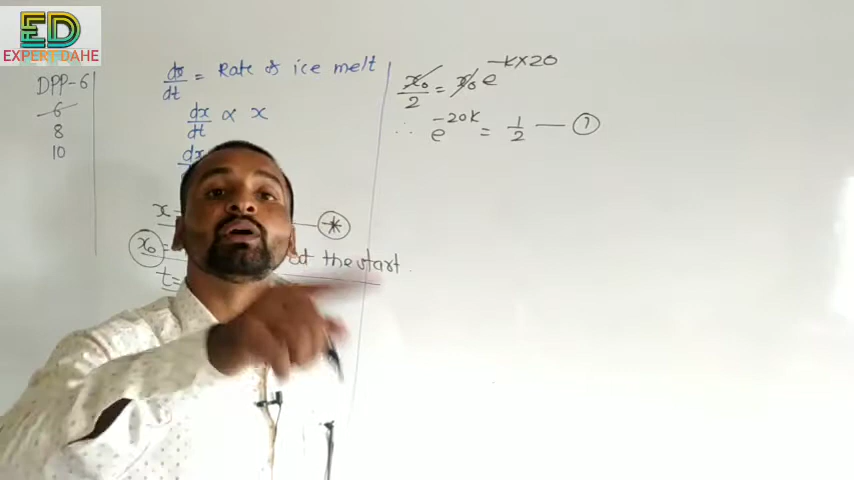 ED
EXPERT DAHE
DPP-6
6
8
10
dx/dt = Rate of ice melt
dx/dt ∝ x
dx
x
*
x₀ =
at the start
t =
x₀/2 = x₀ e^-k×20
∴ e^-20k = 1/2 — ①